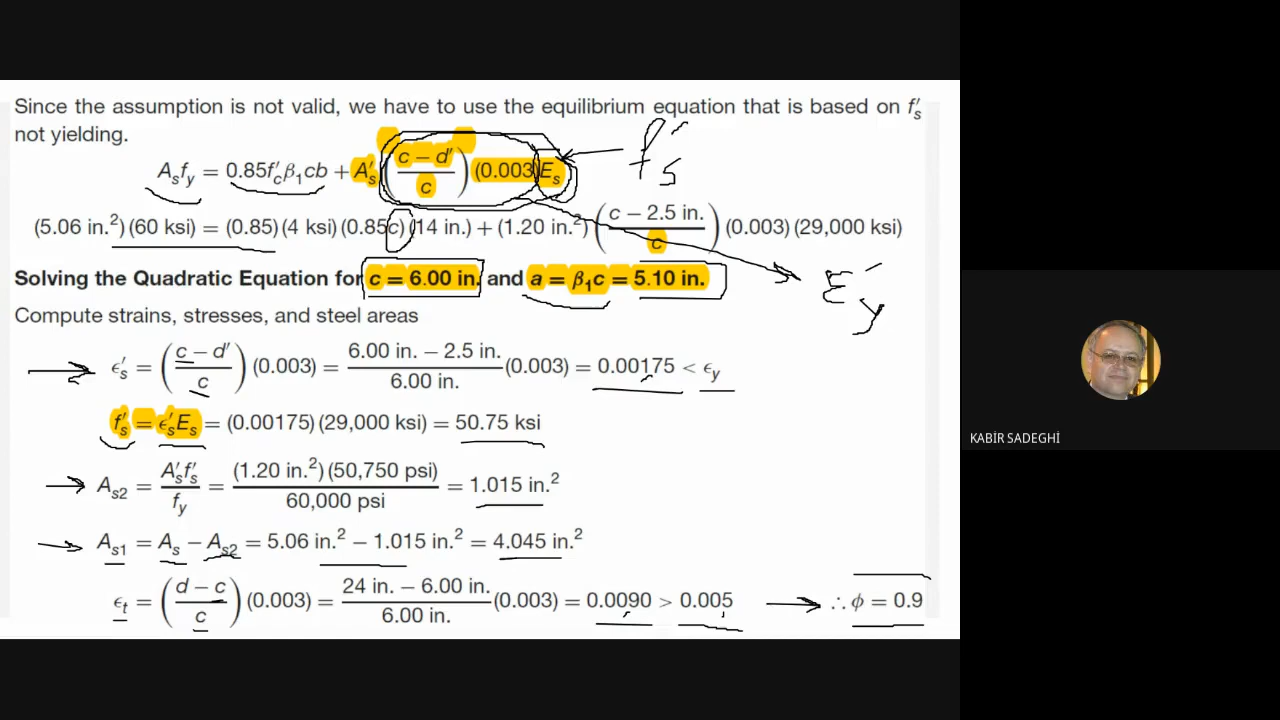 Since the assumption is not valid, we have to use the equilibrium equation that is based on f′s
not yielding.
f′s
Asfy = 0.85f′cβ1cb + A′s ((c − d′)/c) (0.003)Es
(5.06 in.²)(60 ksi) = (0.85)(4 ksi)(0.85c)(14 in.) + (1.20 in.²) ((c − 2.5 in.)/c) (0.003)(29,000 ksi)
Solving the Quadratic Equation for c = 6.00 in. and a = β1c = 5.10 in.
Compute strains, stresses, and steel areas
ϵ′s = ((c − d′)/c) (0.003) = (6.00 in. − 2.5 in.)/6.00 in. (0.003) = 0.00175 < ϵy
f′s = ϵ′sEs = (0.00175)(29,000 ksi) = 50.75 ksi
As2 = A′sf′s/fy = (1.20 in.²)(50,750 psi)/60,000 psi = 1.015 in.²
As1 = As − As2 = 5.06 in.² − 1.015 in.² = 4.045 in.²
ϵt = ((d − c)/c) (0.003) = (24 in. − 6.00 in.)/6.00 in. (0.003) = 0.0090 > 0.005 → ∴ ϕ = 0.9
KABİR SADEGHİ